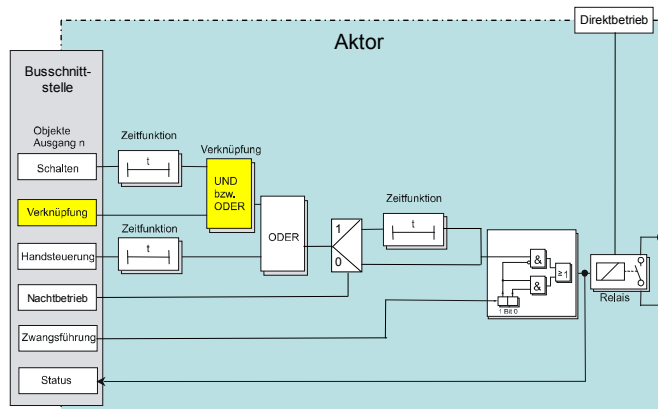 Direktbetrieb
Aktor
Busschnitt-
stelle
Objekte
Ausgang n
Zeitfunktion
Verknüpfung
Schalten
t
UND
bzw.
ODER
Zeitfunktion
Verknüpfung
Zeitfunktion
t
ODER
1
0
Handsteuerung
t
&
&
≥1
1 Bit 0
Relais
Nachtbetrieb
Zwangsführung
Status